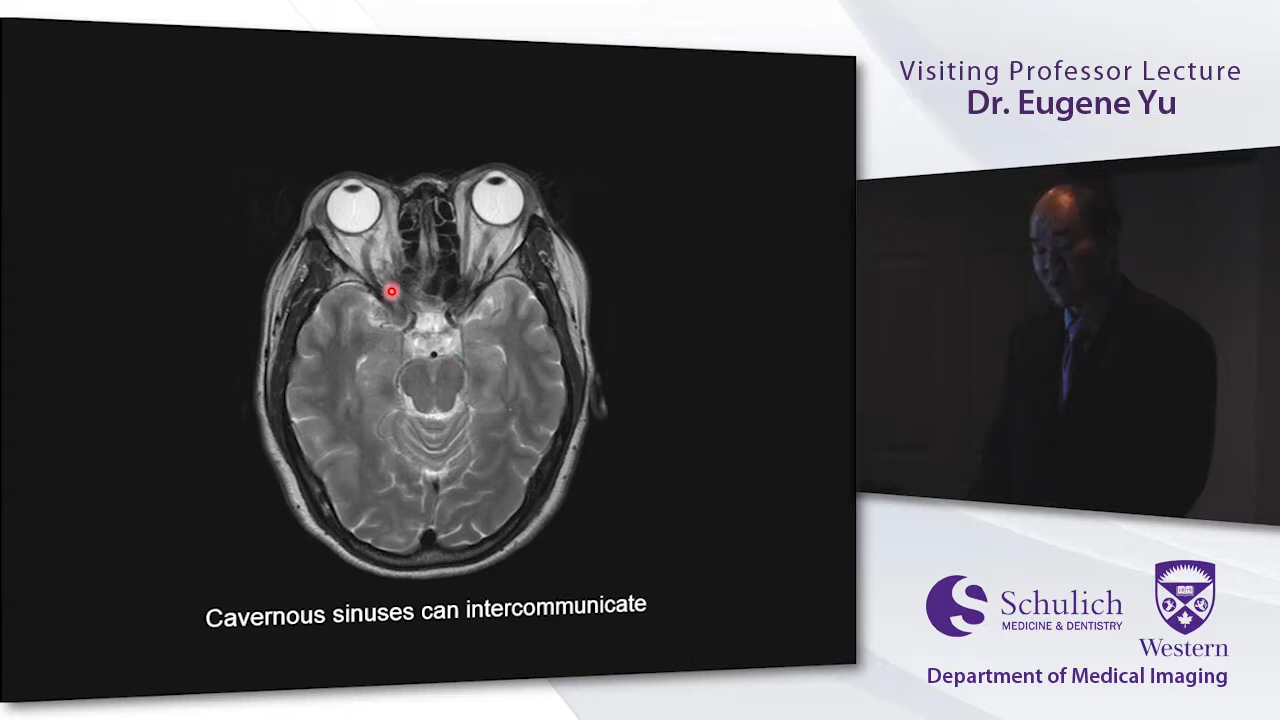 Visiting Professor Lecture
Dr. Eugene Yu
Cavernous sinuses can intercommunicate
Schulich
MEDICINE & DENTISTRY
Western
Department of Medical Imaging